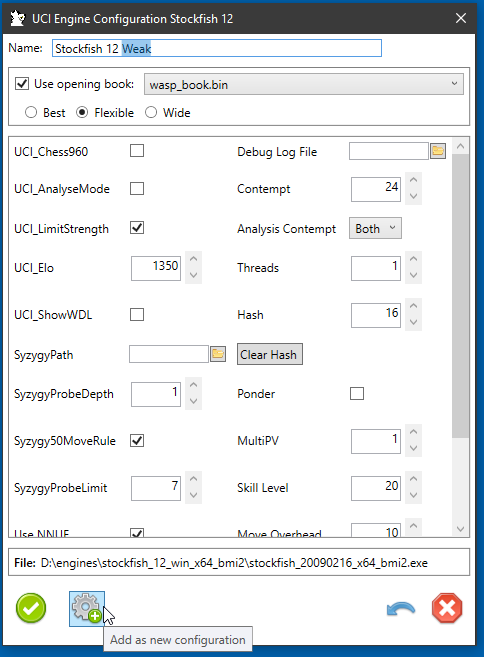 UCI Engine Configuration Stockfish 12
Name: Stockfish 12 Weak
Use opening book: wasp_book.bin
Best Flexible Wide
UCI_Chess960 Debug Log File
UCI_AnalyseMode Contempt 24
UCI_LimitStrength Analysis Contempt Both
UCI_Elo 1350 Threads 1
UCI_ShowWDL Hash 16
SyzygyPath Clear Hash
SyzygyProbeDepth 1 Ponder
Syzygy50MoveRule MultiPV 1
SyzygyProbeLimit 7 Skill Level 20
Use NNUE Move Overhead 10
File: D:\engines\stockfish_12_win_x64_bmi2\stockfish_20090216_x64_bmi2.exe
Add as new configuration